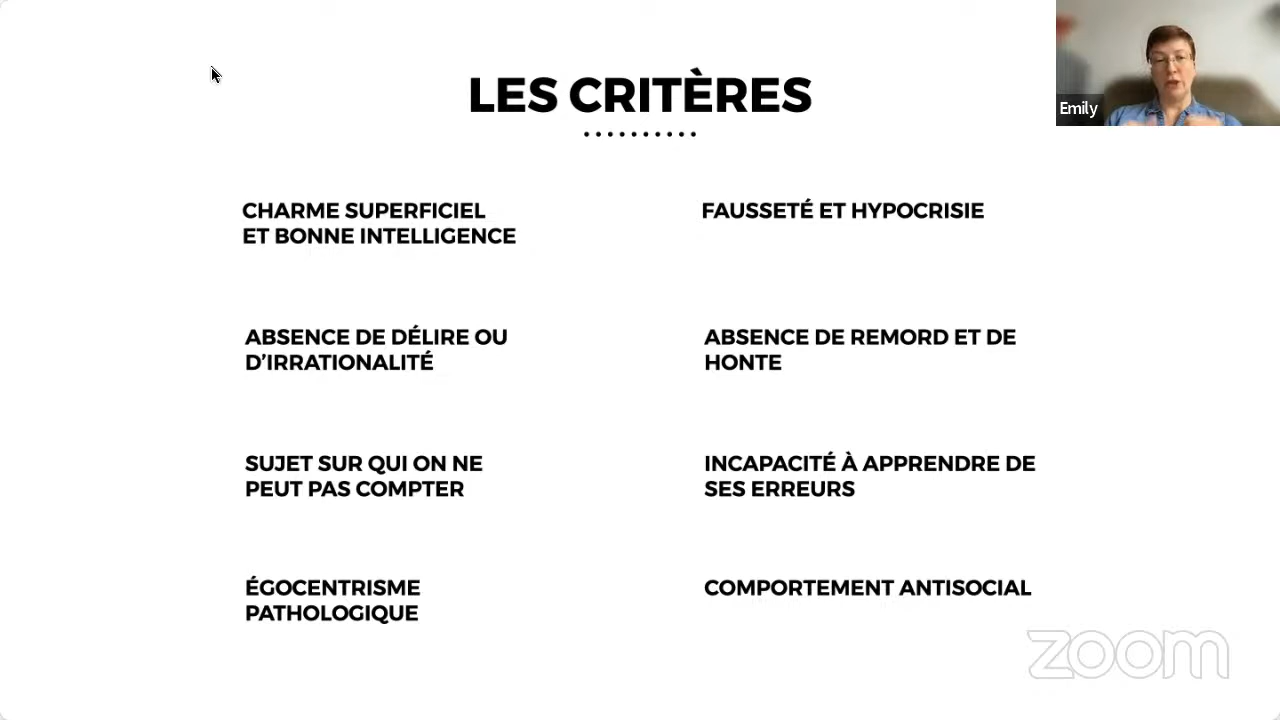 LES CRITÈRES
Emily
CHARME SUPERFICIEL
ET BONNE INTELLIGENCE
FAUSSETÉ ET HYPOCRISIE
ABSENCE DE DÉLIRE OU
D’IRRATIONALITÉ
ABSENCE DE REMORD ET DE
HONTE
SUJET SUR QUI ON NE
PEUT PAS COMPTER
INCAPACITÉ À APPRENDRE DE
SES ERREURS
ÉGOCENTRISME
PATHOLOGIQUE
COMPORTEMENT ANTISOCIAL
zoom